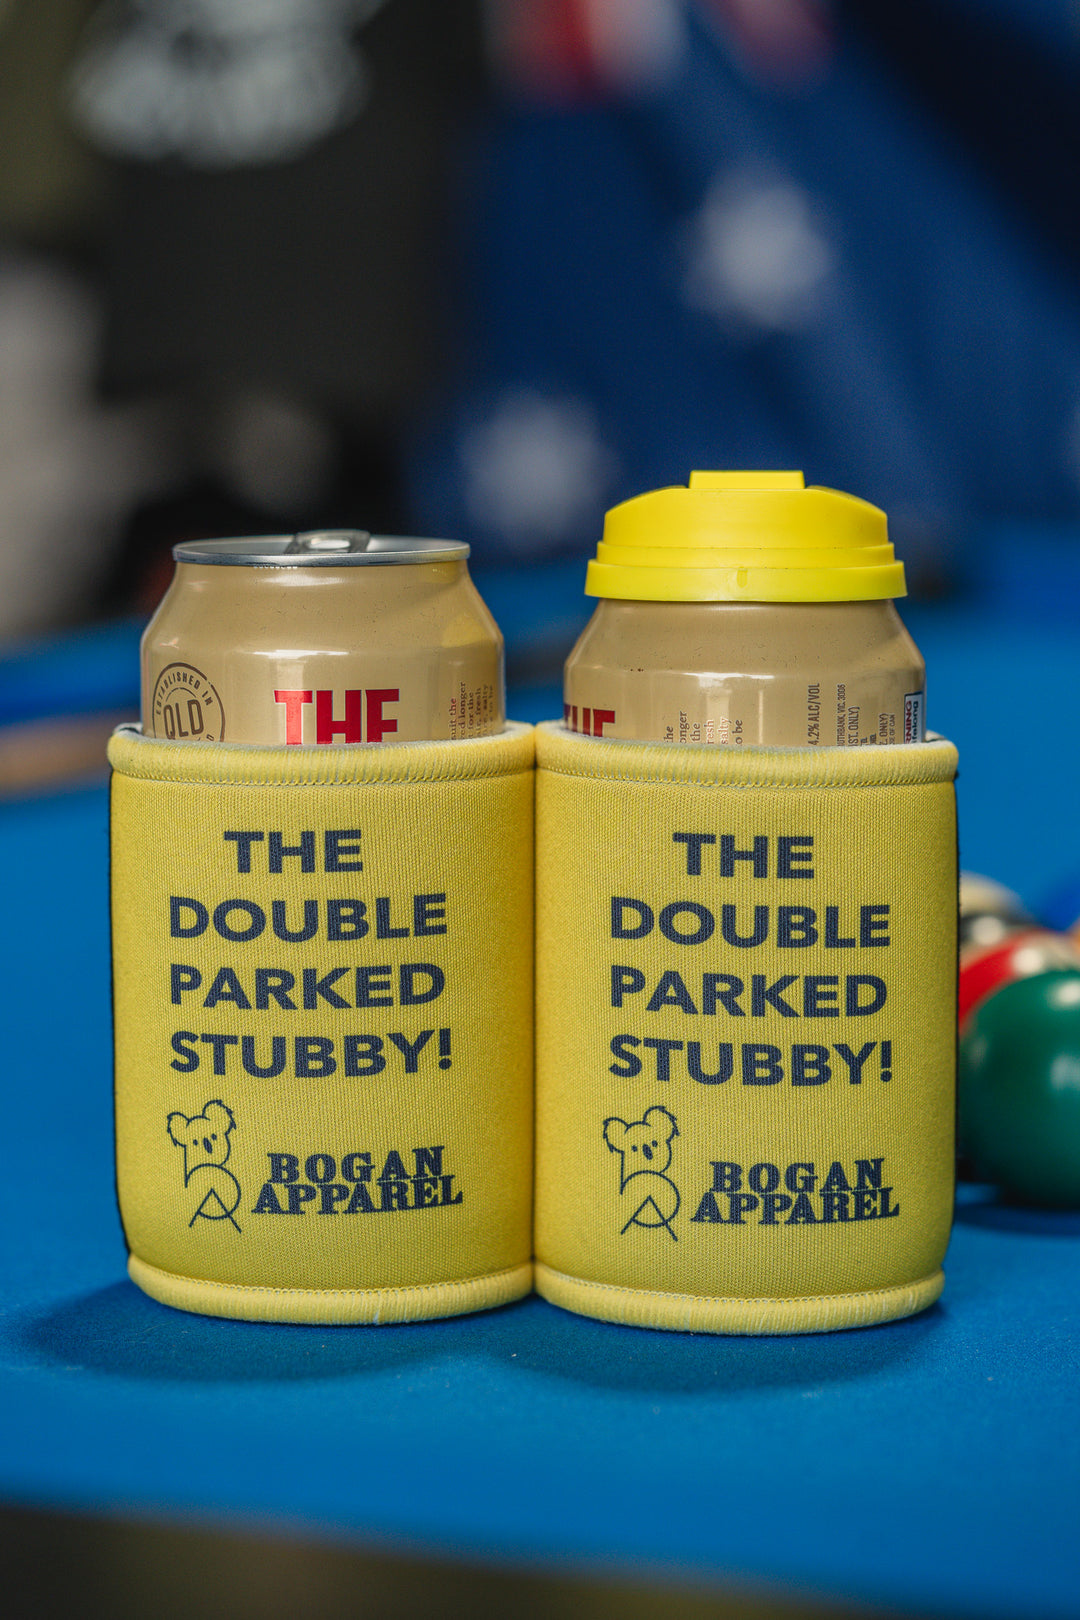 ESTABLISHED IN
QLD
THE
THE
DOUBLE
PARKED
STUBBY!
BOGAN
APPAREL
4.2% ALC/VOL
THE
DOUBLE
PARKED
STUBBY!
BOGAN
APPAREL